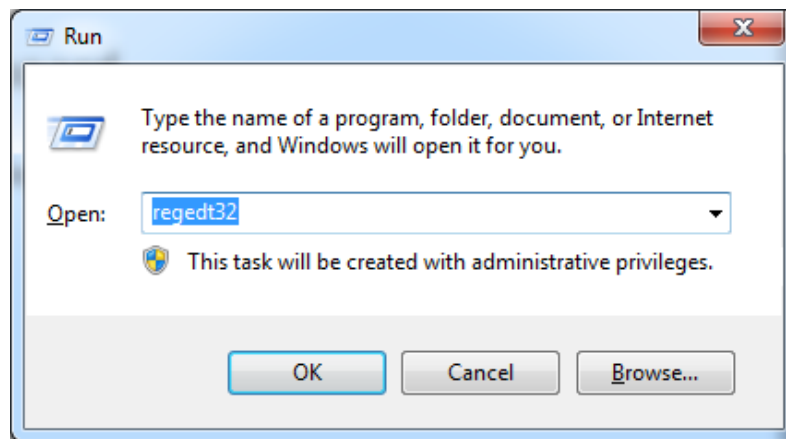 Run
Type the name of a program, folder, document, or Internet
resource, and Windows will open it for you.
Open: regedt32
This task will be created with administrative privileges.
OK Cancel Browse...